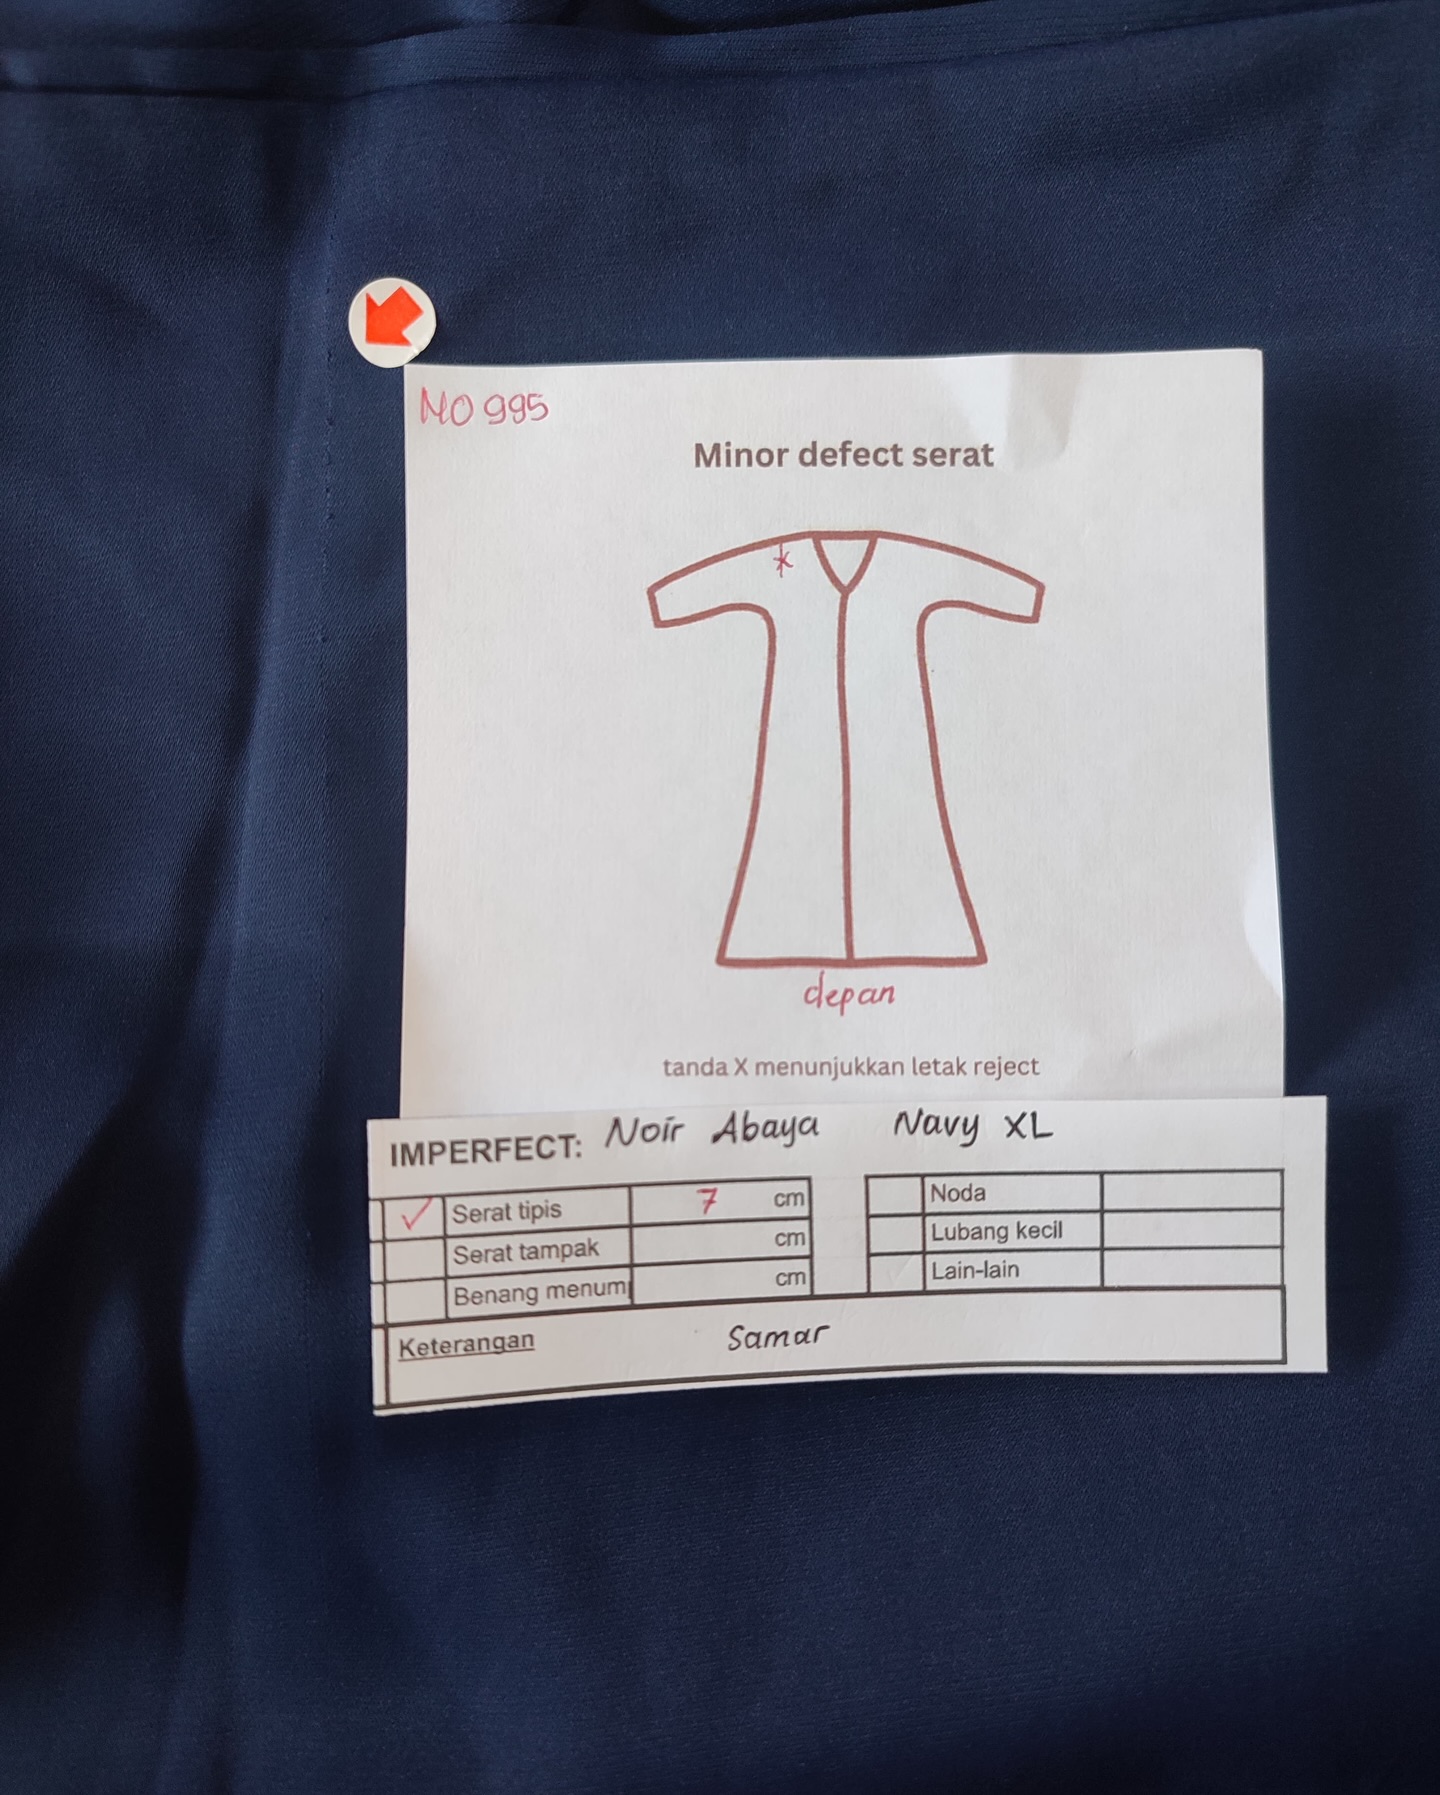 NO 995
Minor defect serat
depan
tanda X menunjukkan letak reject
IMPERFECT: Noir Abaya Navy XL
Serat tipis 7 cm
Serat tampak cm
Benang menum
cm
Noda
Lubang kecil
Lain-lain
Keterangan Samar